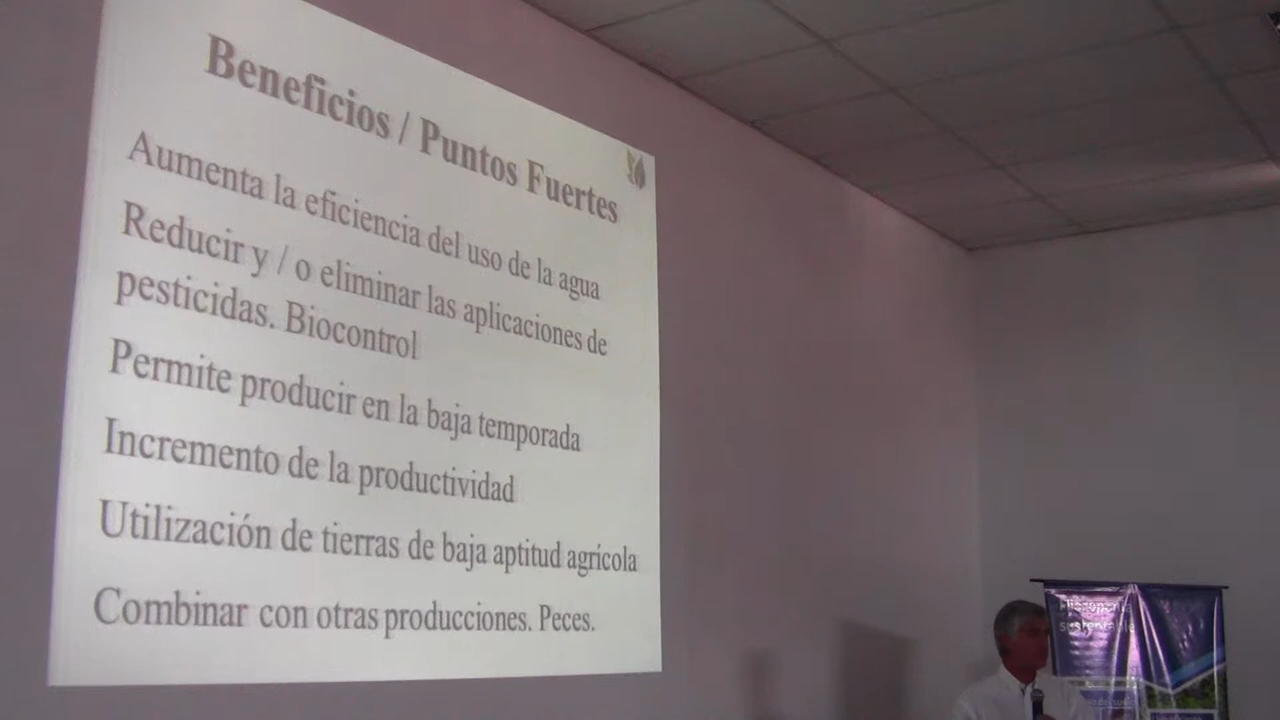 Beneficios / Puntos Fuertes
Aumenta la eficiencia del uso de la agua
Reducir y / o eliminar las aplicaciones de
pesticidas. Biocontrol
Permite producir en la baja temporada
Incremento de la productividad
Utilización de tierras de baja aptitud agrícola
Combinar con otras producciones. Peces.
sustentable